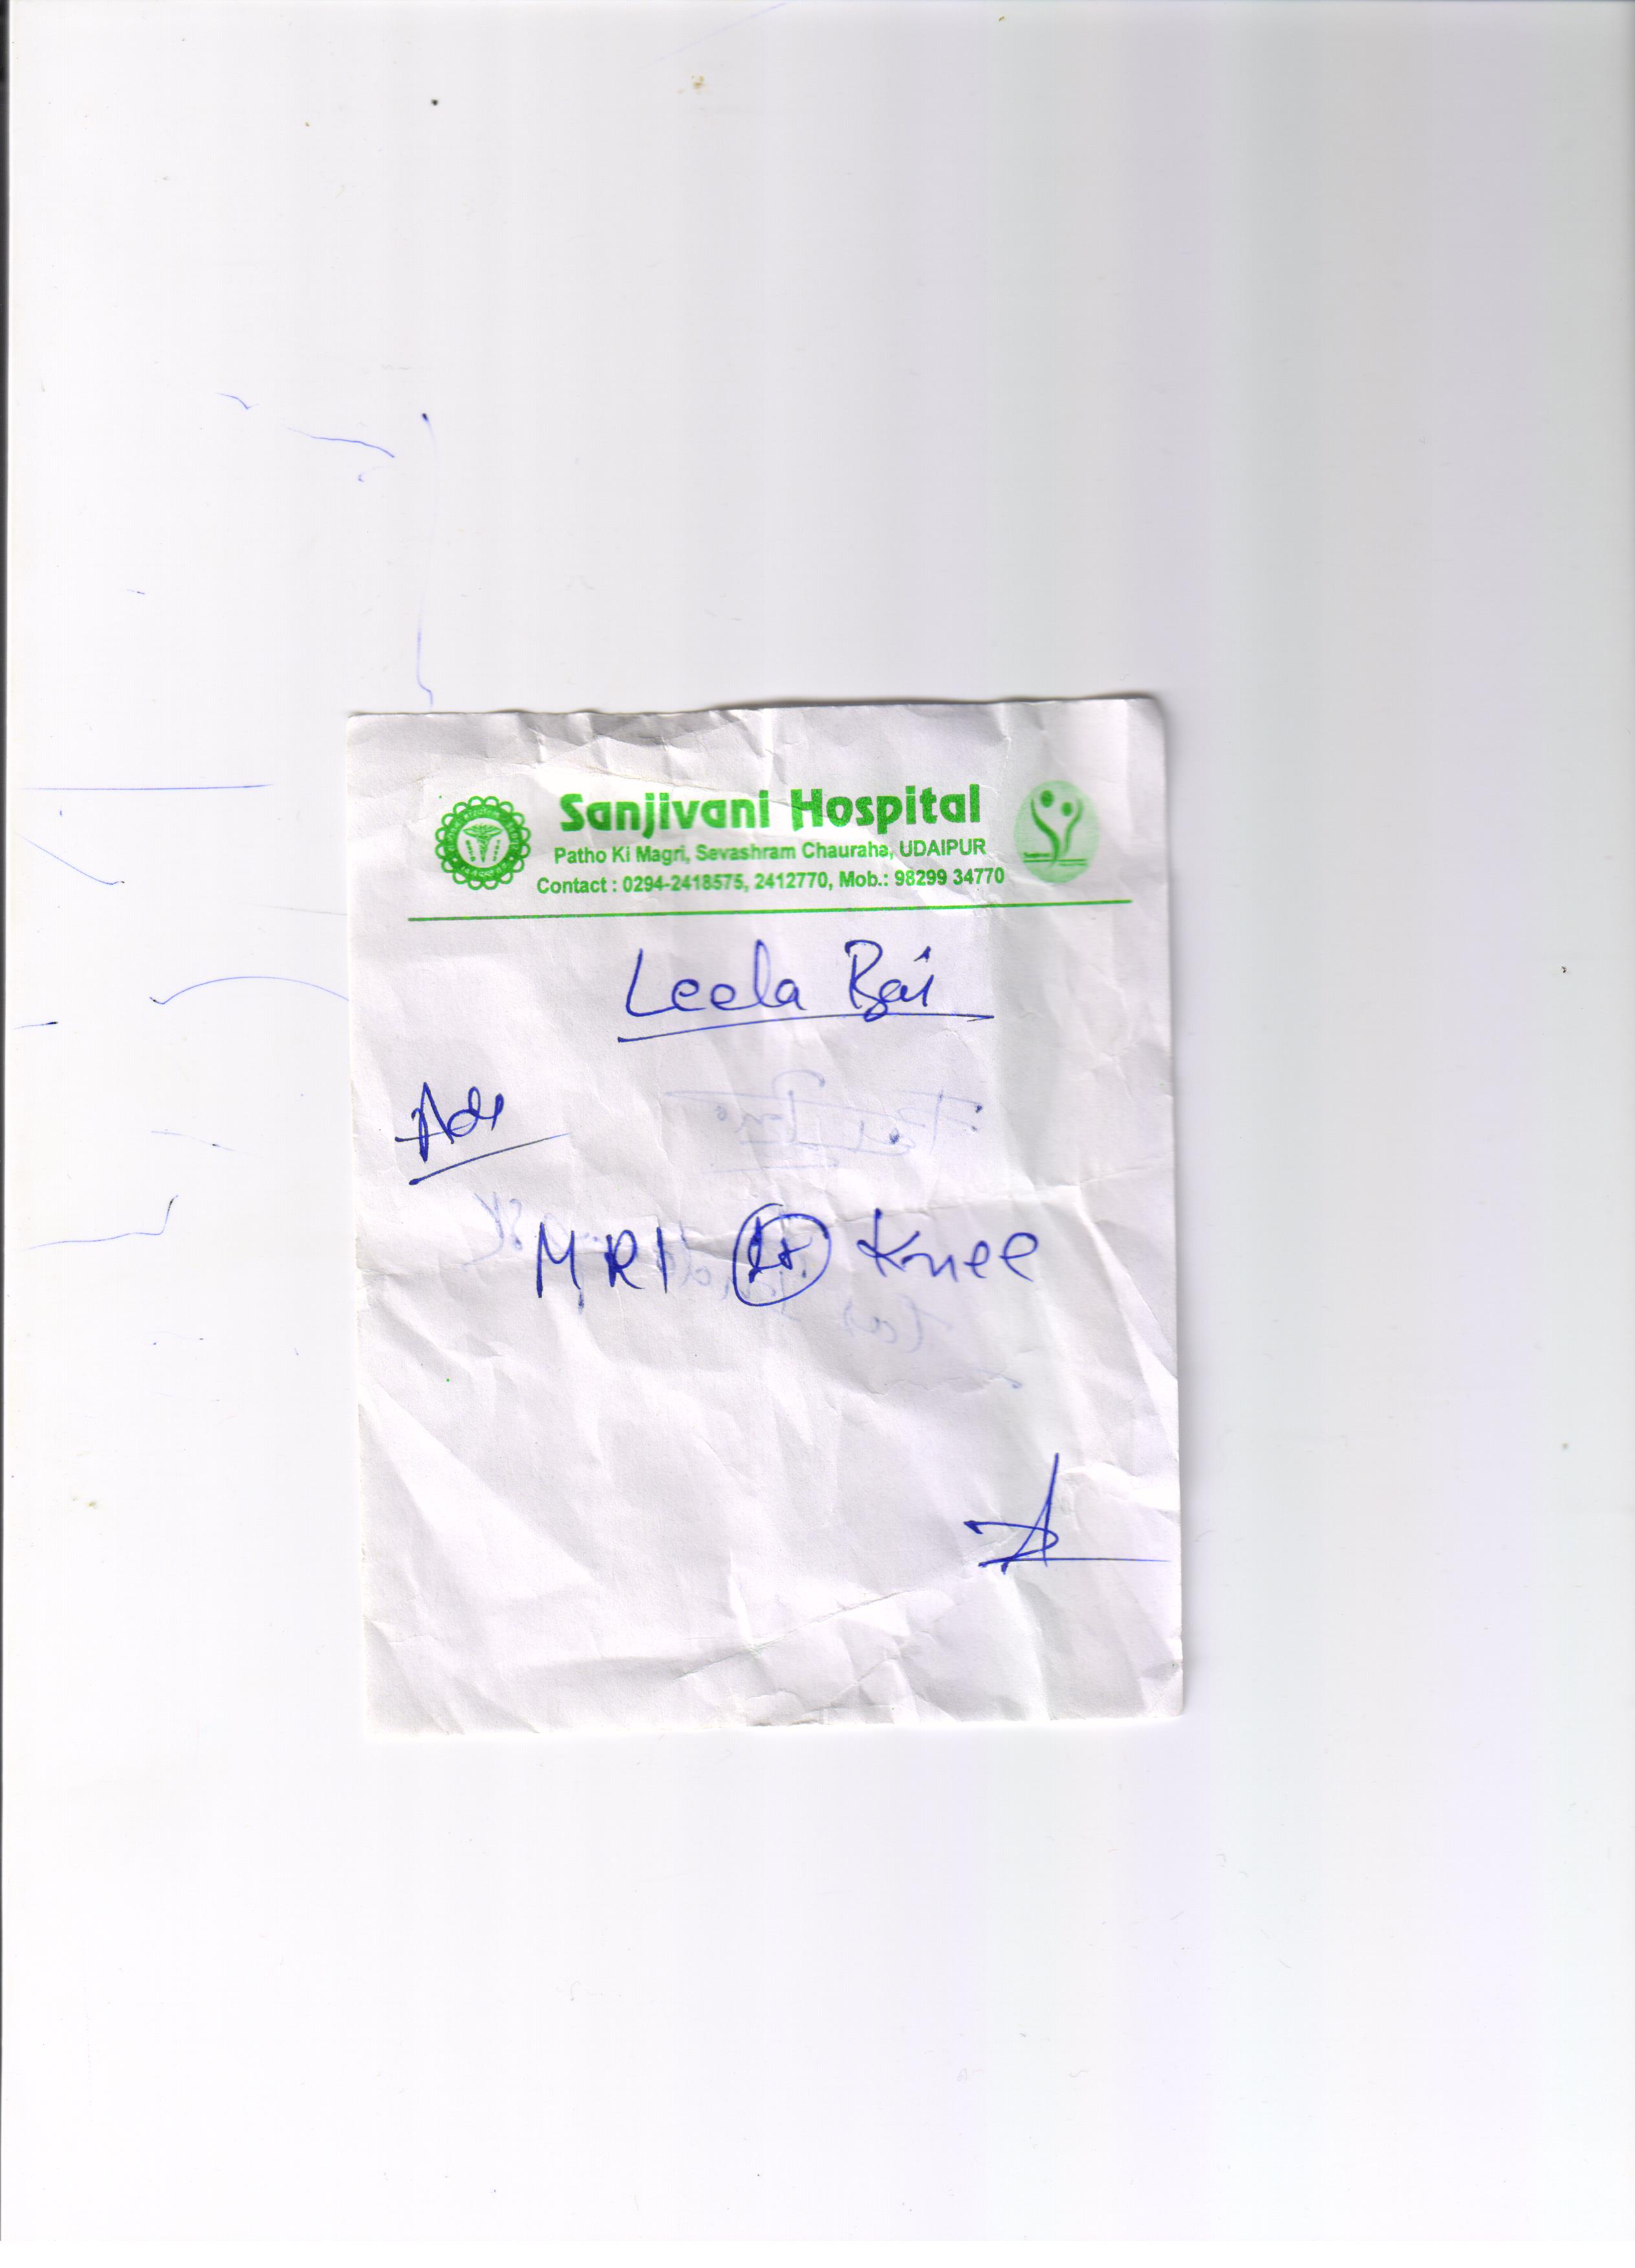 Sanjivani Hospital
Patho Ki Magri, Sevashram Chauraha, UDAIPUR
Contact : 0294-2418575, 2412770, Mob.: 98299 34770
Leela Bai
Adv
MRI Lt Knee